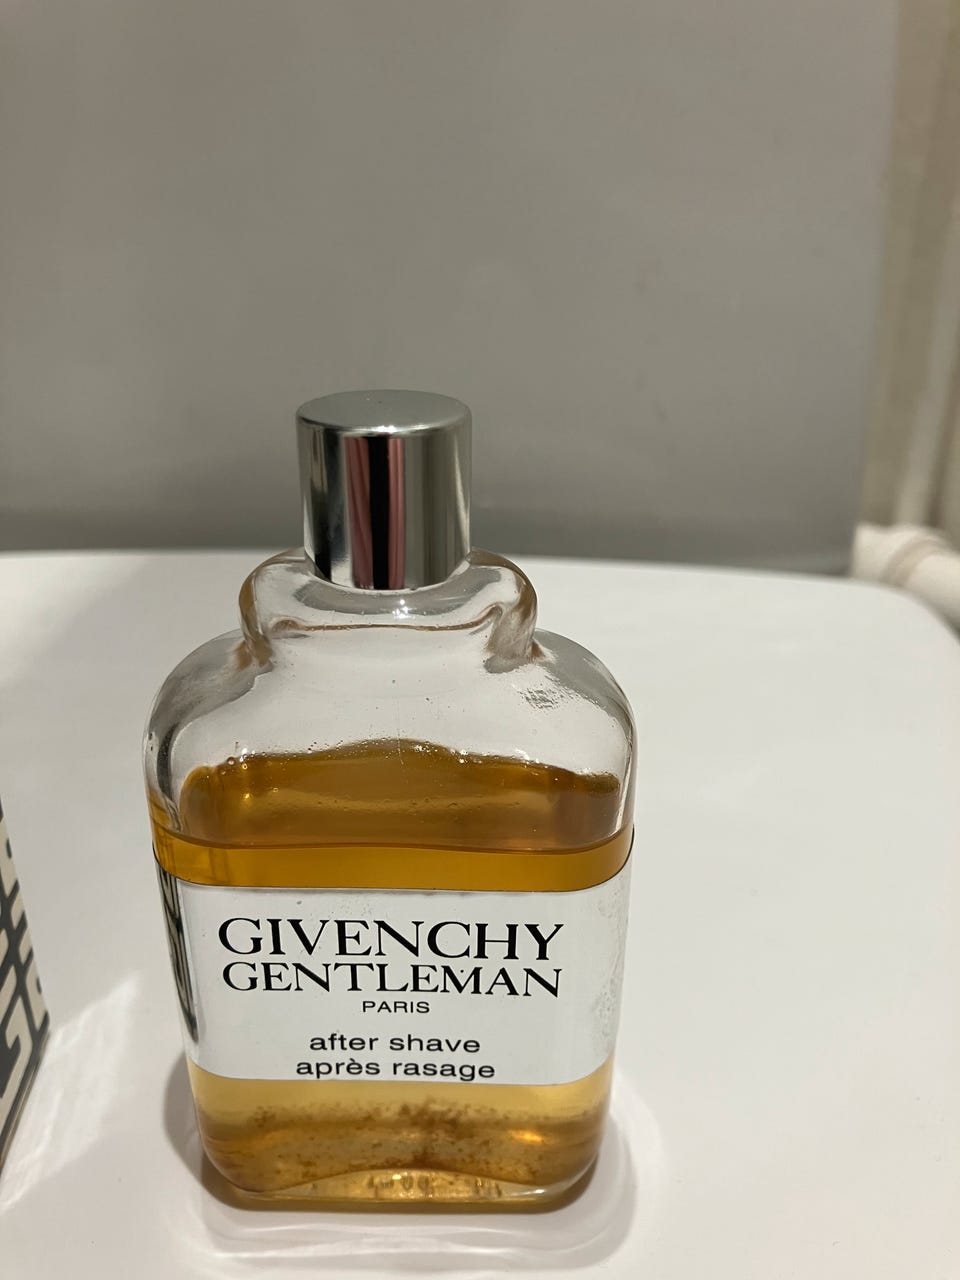 GIVENCHY
GENTLEMAN
PARIS
after shave
après rasage